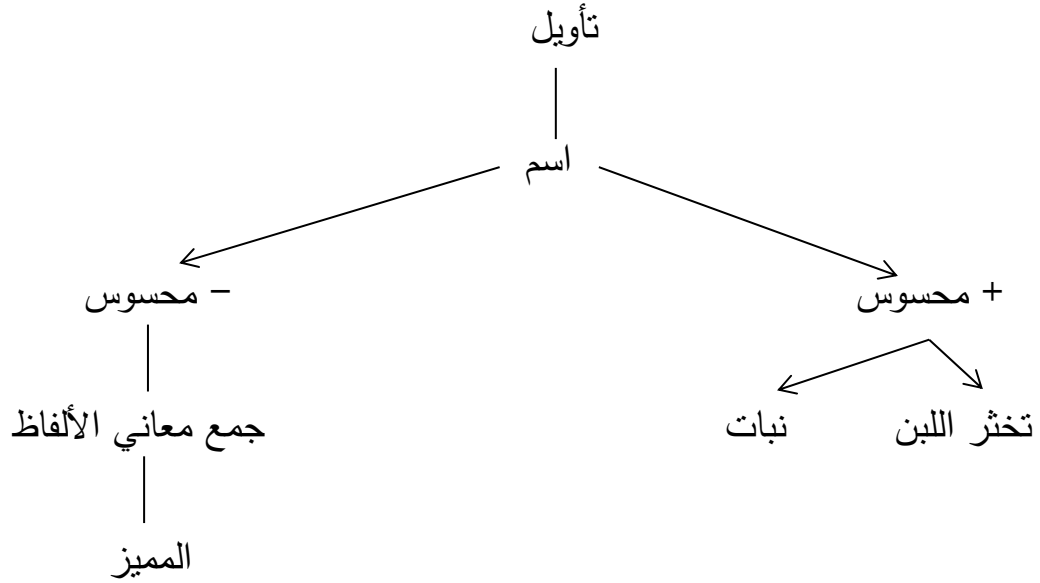 تأويل
اسم
+ محسوس
– محسوس
تخثر اللبن
نبات
جمع معاني الألفاظ
المميز